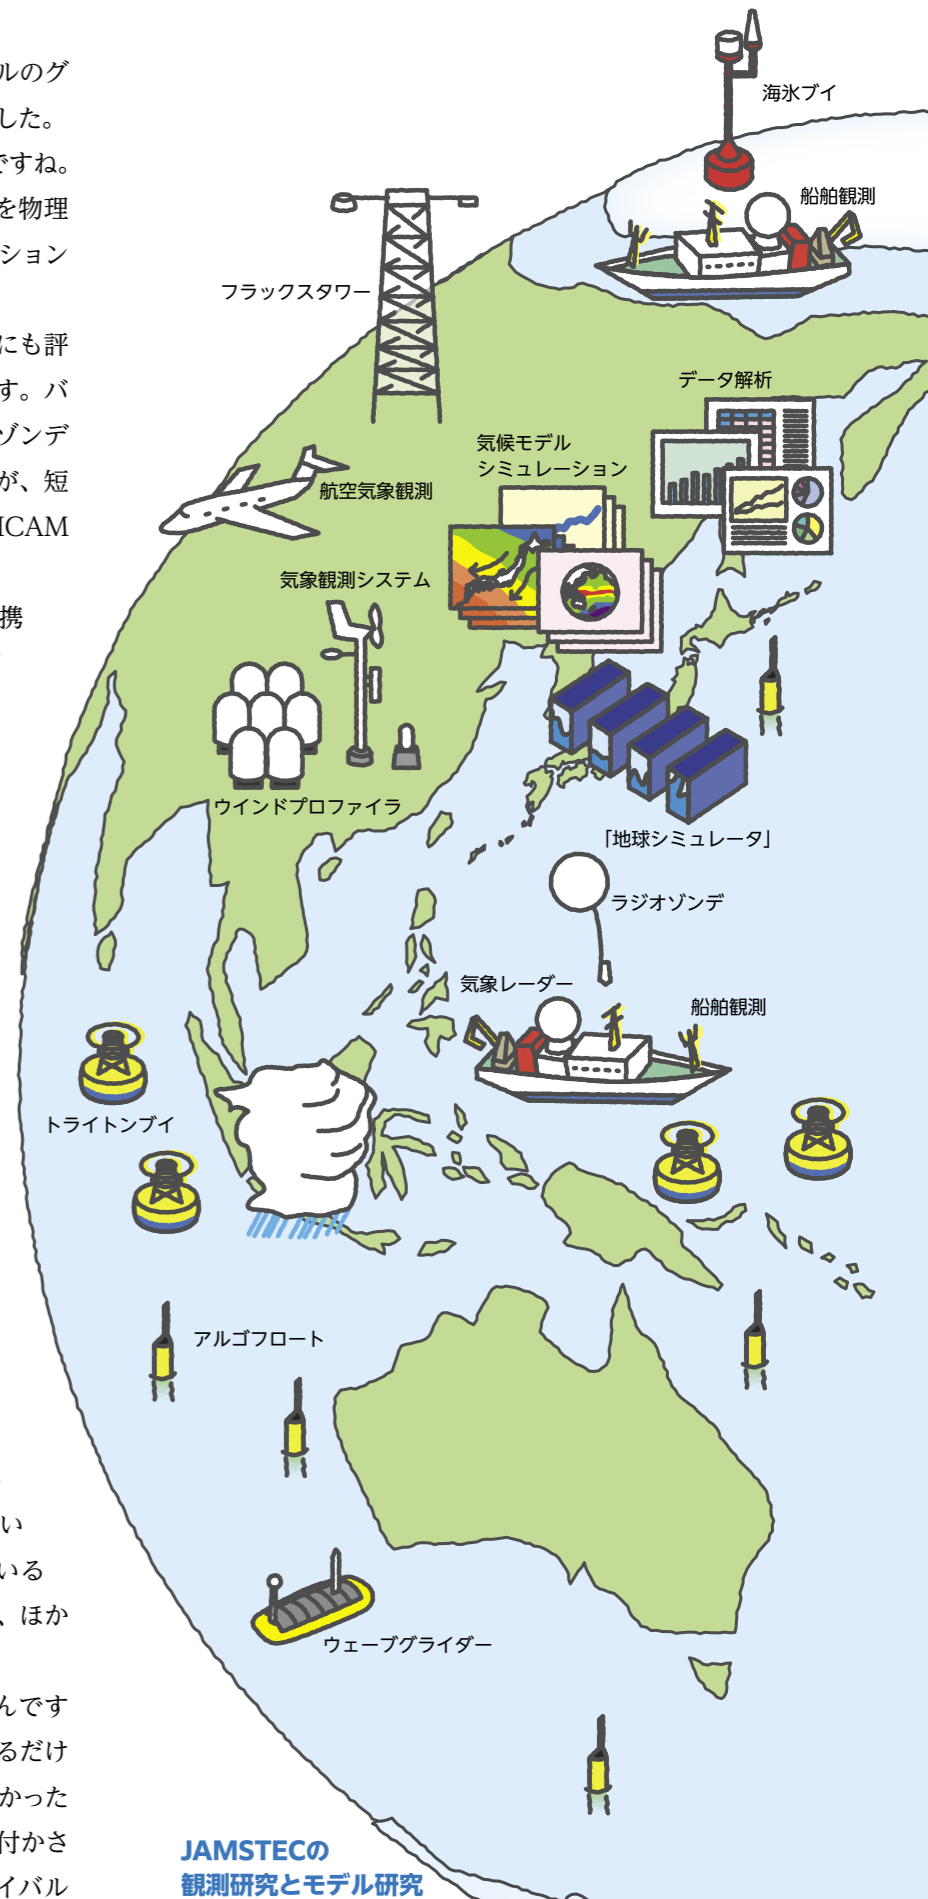 ルのグ
した。
ですね。
を物理
ション
にも評
す。バ
ゾンデ
が、短
ICAM
携
い
いる
、ほか
んです
るだけ
かった
付かさ
イバル
海氷ブイ
船舶観測
フラックスタワー
データ解析
気候モデル
シミュレーション
航空気象観測
気象観測システム
ウインドプロファイラ
「地球シミュレータ」
ラジオゾンデ
気象レーダー
船舶観測
トライトンブイ
アルゴフロート
ウェーブグライダー
JAMSTECの
観測研究とモデル研究